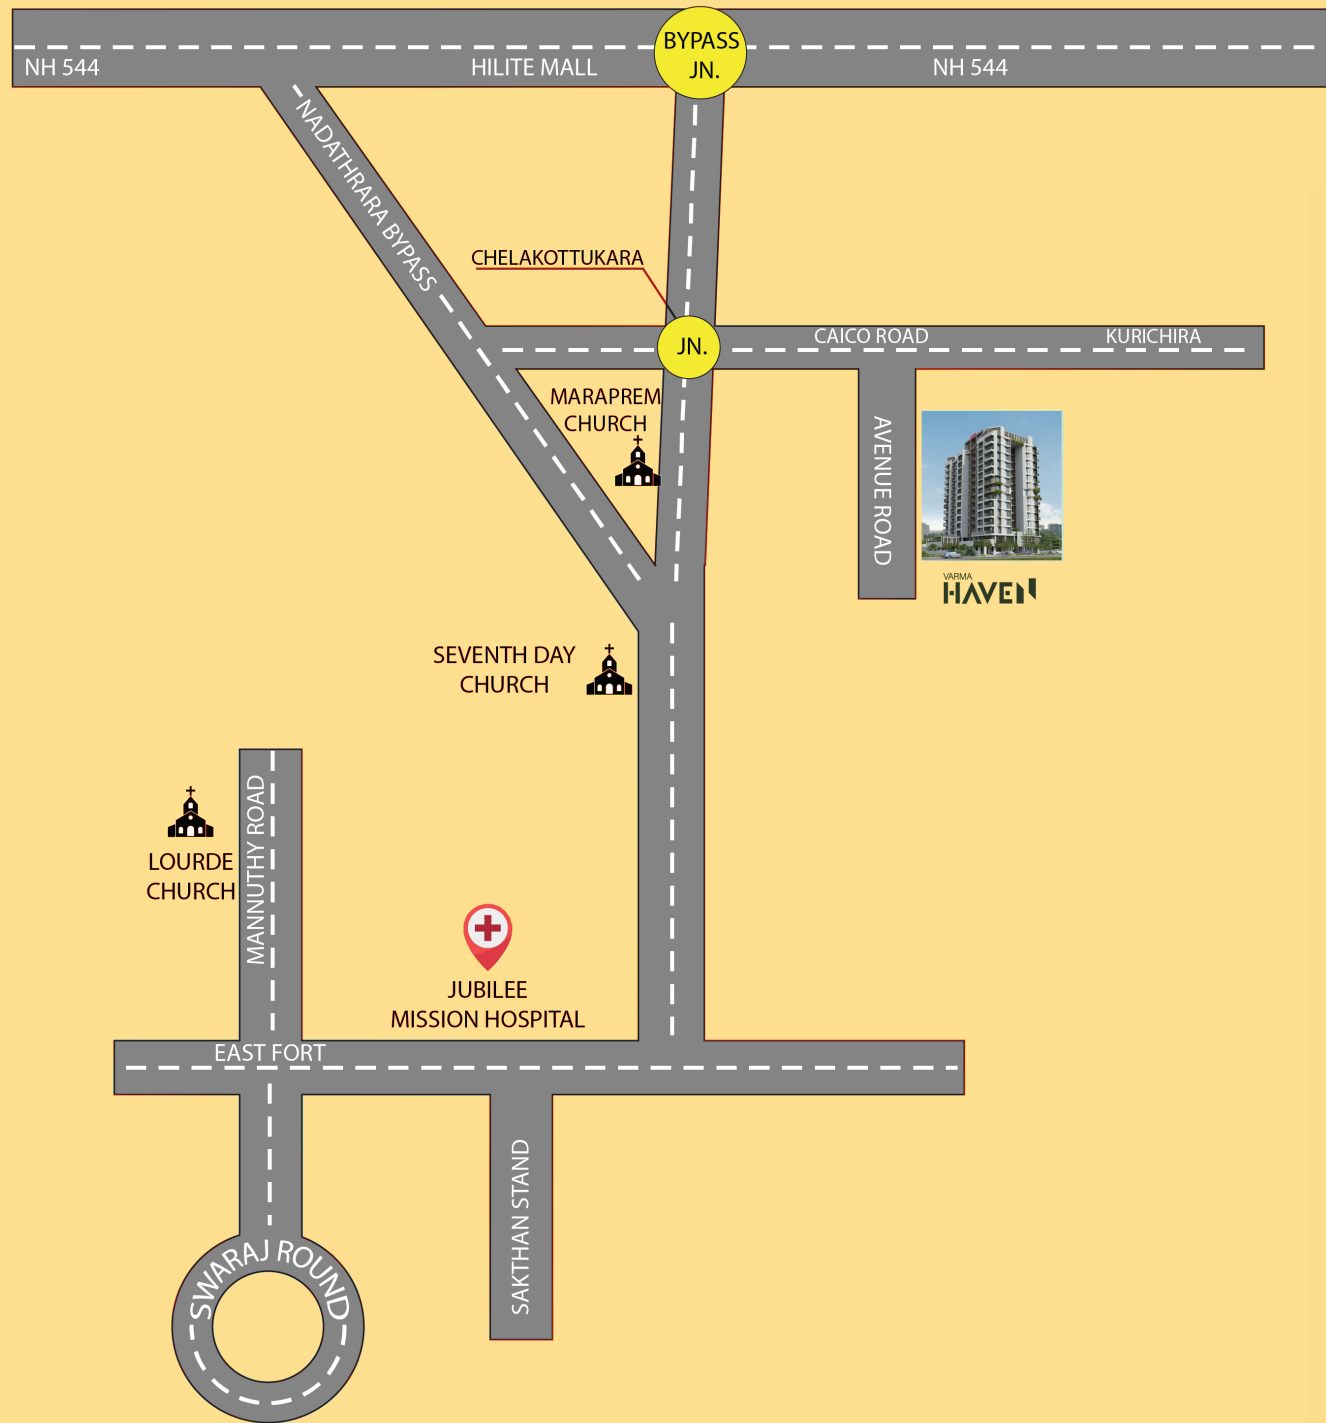 BYPASS
JN.
NH 544
HILITE MALL
NH 544
NADATHRARA BYPASS
CHELAKOTTUKARA
JN.
CAICO ROAD
KURICHIRA
MARAPREM
CHURCH
AVENUE ROAD
VARMA
HAVEN
SEVENTH DAY
CHURCH
MANNUTHY ROAD
LOURDE
CHURCH
JUBILEE
MISSION HOSPITAL
EAST FORT
SAKTHAN STAND
SWARAJ ROUND